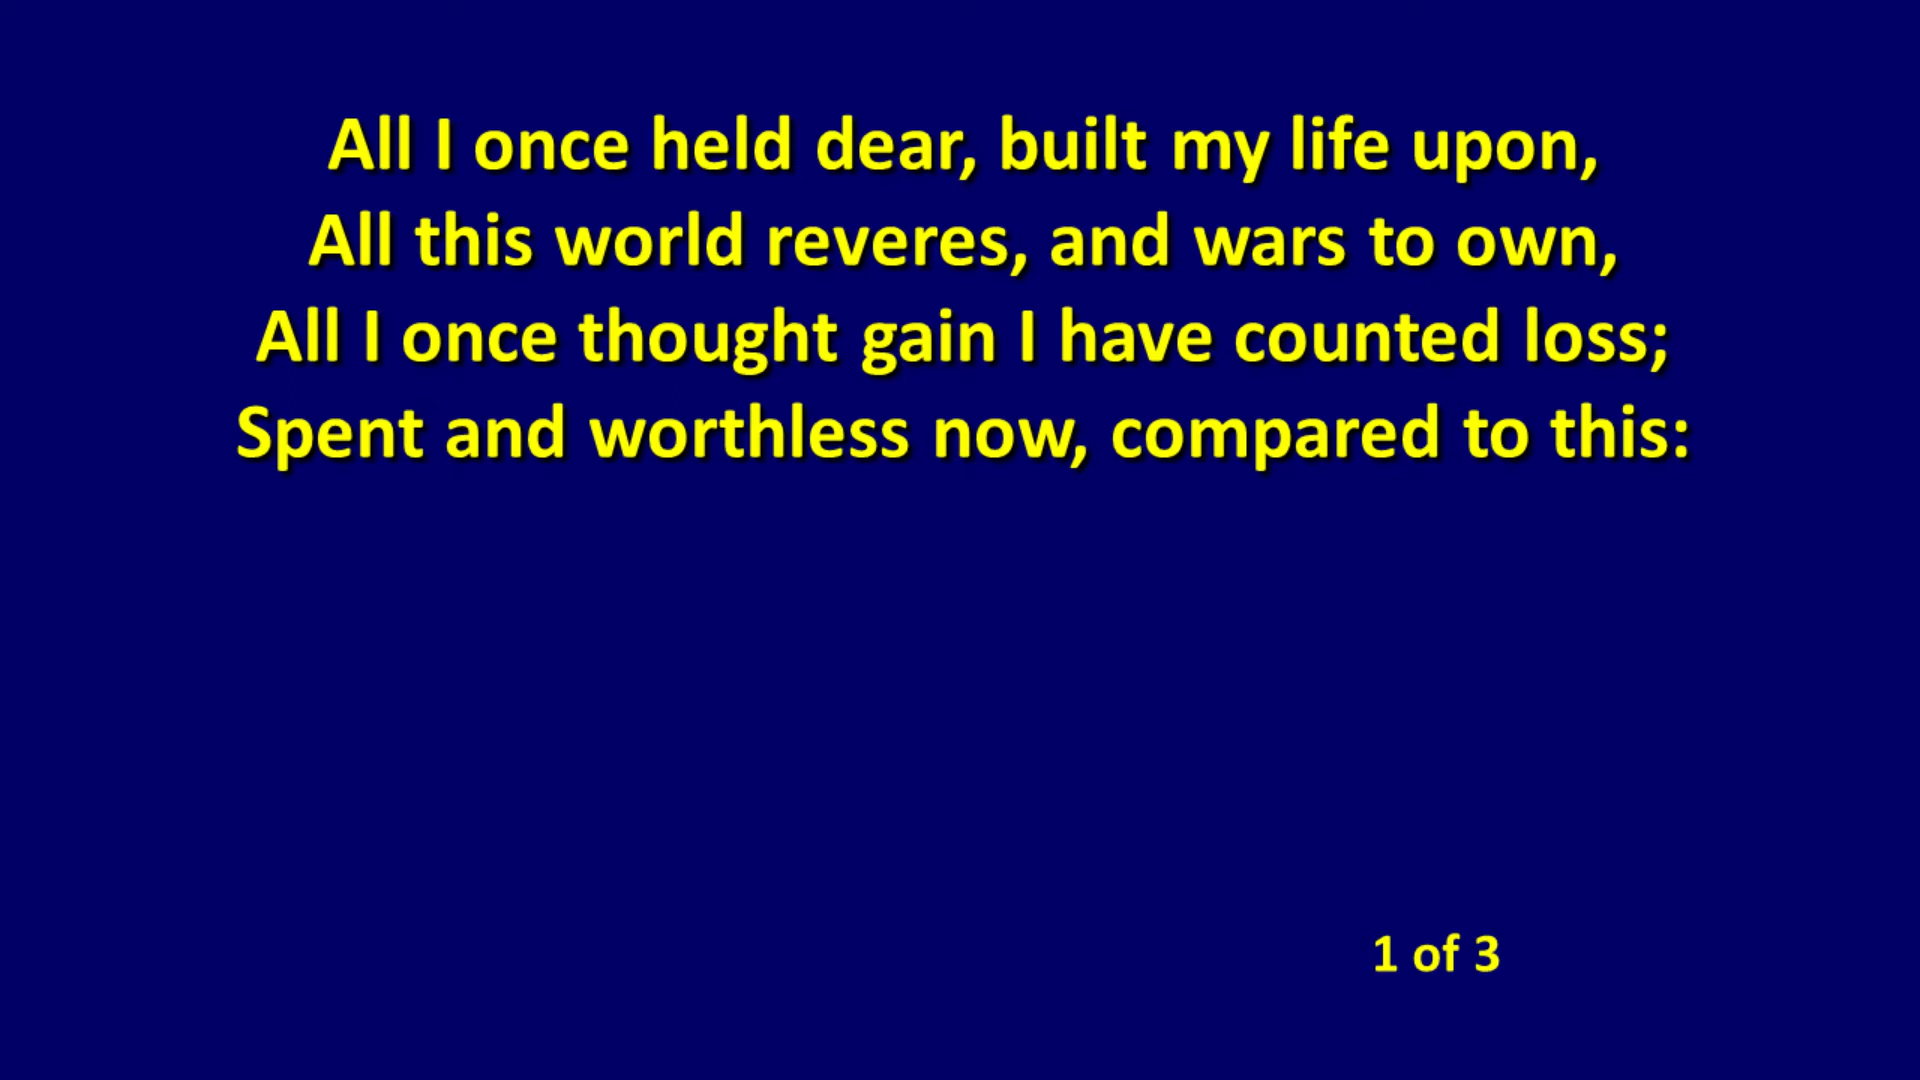 All I once held dear, built my life upon,
All this world reveres, and wars to own,
All I once thought gain I have counted loss;
Spent and worthless now, compared to this:
1 of 3